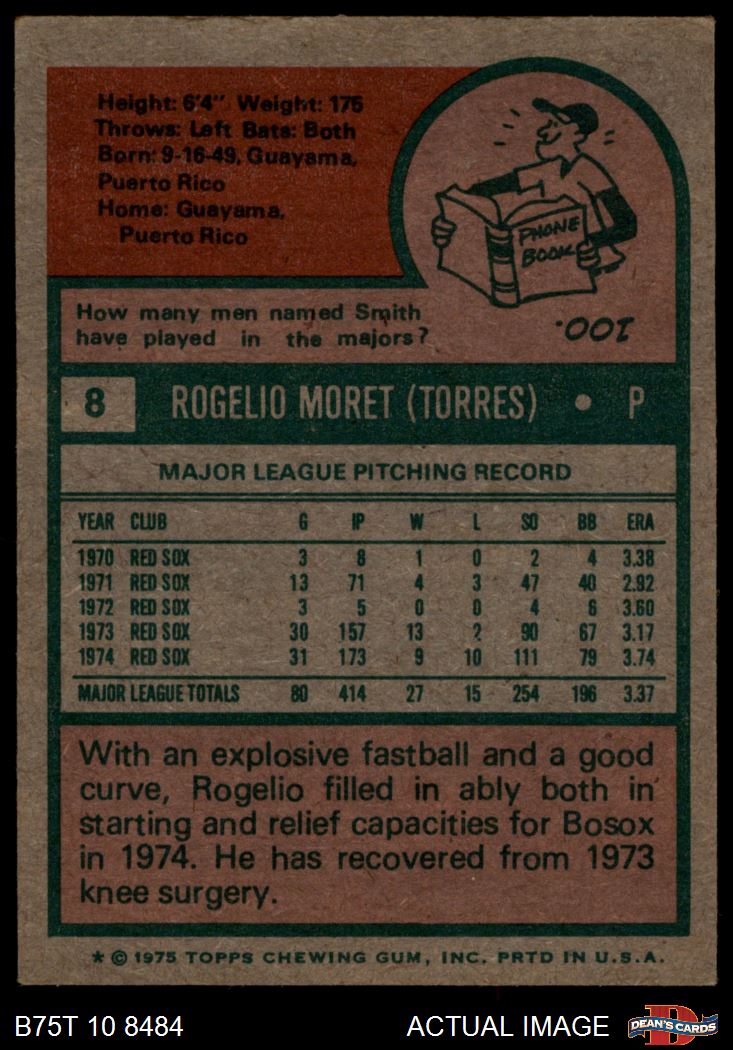 Height: 6'4" Weight: 175
Throws: Left Bats: Both
Born: 9-16-49, Guayama,
Puerto Rico
Home: Guayama,
Puerto Rico
PHONE
BOOK
How many men named Smith
have played in the majors?
100.
8 ROGELIO MORET (TORRES) • P
MAJOR LEAGUE PITCHING RECORD
YEAR CLUB G IP W L SO BB ERA
1970 RED SOX 3 8 1 0 2 4 3.38
1971 RED SOX 13 71 4 3 47 40 2.92
1972 RED SOX 3 5 0 0 4 6 3.60
1973 RED SOX 30 157 13 2 90 67 3.17
1974 RED SOX 31 173 9 10 111 79 3.74
MAJOR LEAGUE TOTALS 80 414 27 15 254 196 3.37
With an explosive fastball and a good
curve, Rogelio filled in ably both in
starting and relief capacities for Bosox
in 1974. He has recovered from 1973
knee surgery.
* © 1975 TOPPS CHEWING GUM, INC. PRTD IN U.S.A.
B75T 10 8484 ACTUAL IMAGE
D
DEAN'S CARDS